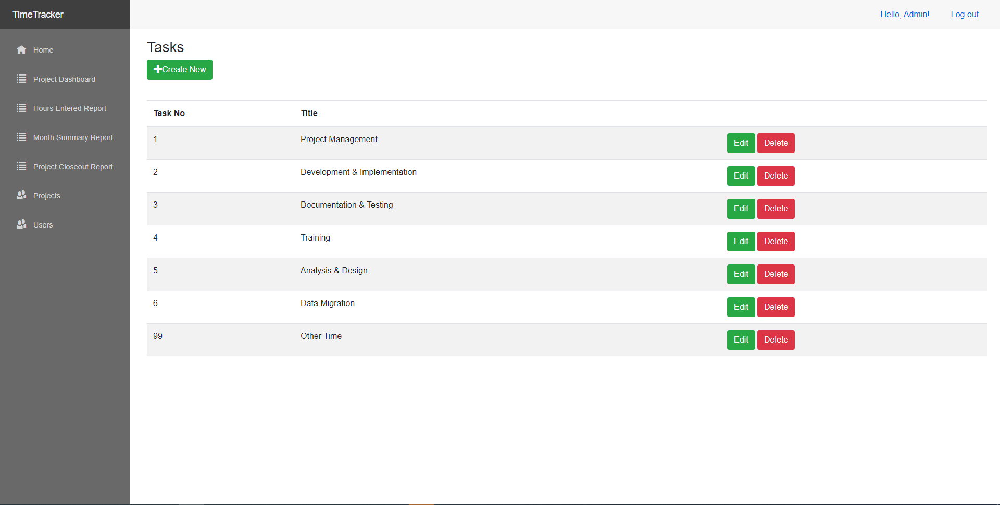 TimeTracker
Hello, Admin! Log out
Home
Project Dashboard
Hours Entered Report
Month Summary Report
Project Closeout Report
Projects
Users
Tasks
Create New
Task No Title
1 Project Management Edit Delete
2 Development & Implementation Edit Delete
3 Documentation & Testing Edit Delete
4 Training Edit Delete
5 Analysis & Design Edit Delete
6 Data Migration Edit Delete
99 Other Time Edit Delete